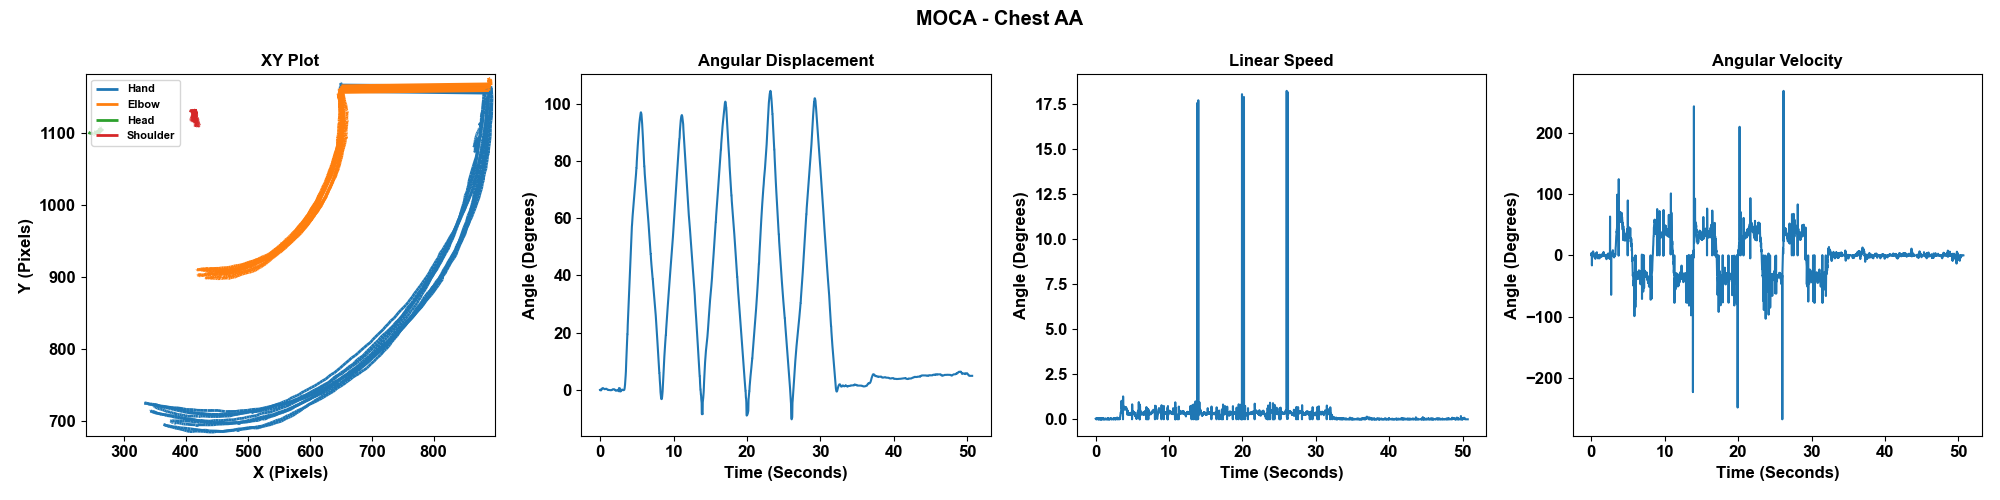 MOCA - Chest AA
XY Plot
Hand
Elbow
Head
Shoulder
1100
1000
900
800
700
300 400 500 600 700 800
Y (Pixels)
X (Pixels)
Angular Displacement
100
80
60
40
20
0
0 10 20 30 40 50
Angle (Degrees)
Time (Seconds)
Linear Speed
17.5
15.0
12.5
10.0
7.5
5.0
2.5
0.0
0 10 20 30 40 50
Angle (Degrees)
Time (Seconds)
Angular Velocity
200
100
0
−100
−200
0 10 20 30 40 50
Angle (Degrees)
Time (Seconds)